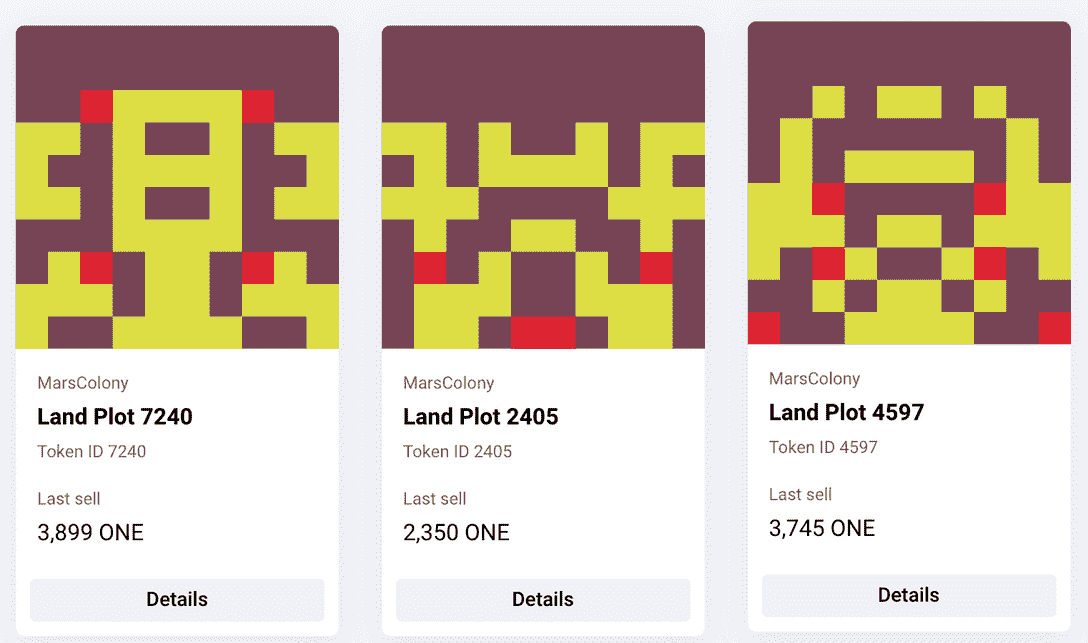 MarsColony
Land Plot 7240
Token ID 7240
Last sell
3,899 ONE
Details
MarsColony
Land Plot 2405
Token ID 2405
Last sell
2,350 ONE
Details
MarsColony
Land Plot 4597
Token ID 4597
Last sell
3,745 ONE
Details